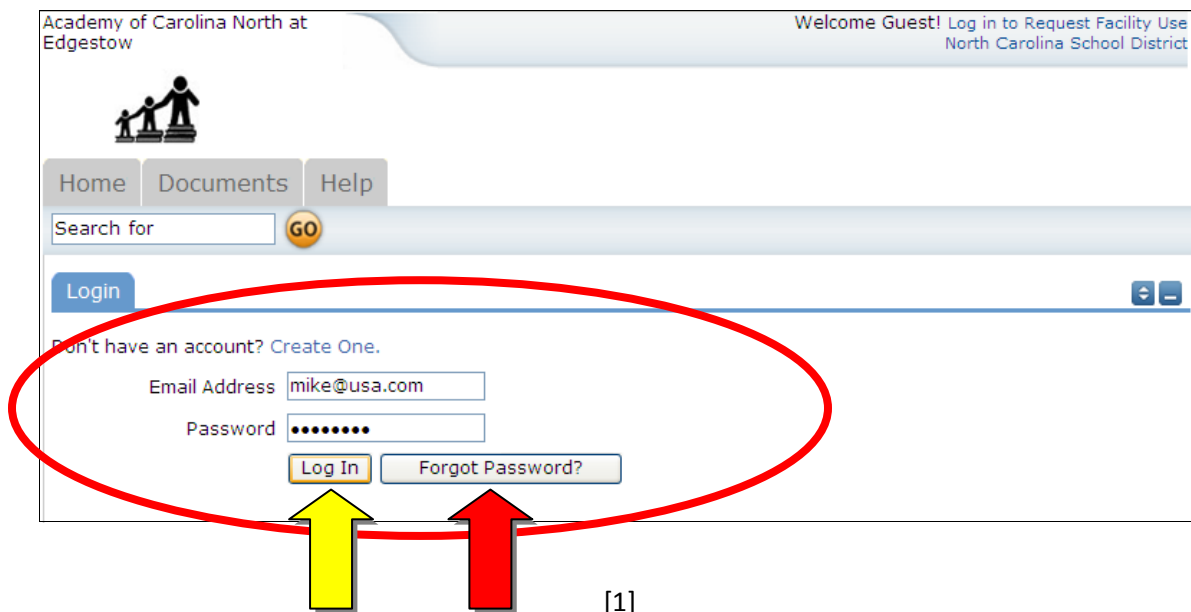 Academy of Carolina North at
Edgestow
Welcome Guest! Log in to Request Facility Use
North Carolina School District
Home Documents Help
Search for GO
Login
Don't have an account? Create One.
Email Address mike@usa.com
Password ••••••••
Log In Forgot Password?
[1]